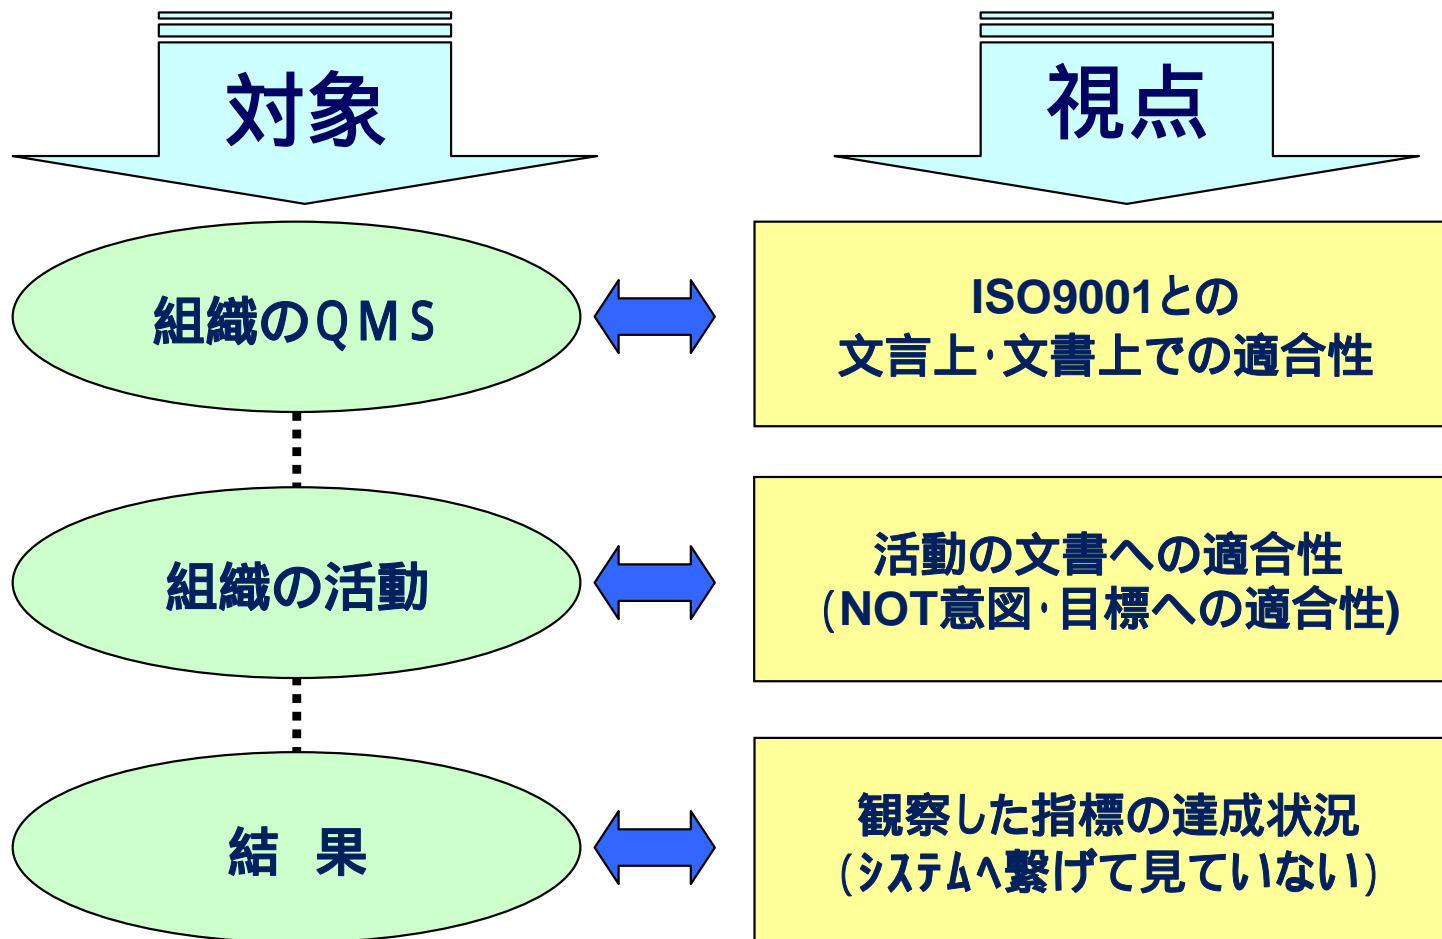 対象
視点
組織のＱＭＳ
ISO9001との
文言上･文書上での適合性
組織の活動
活動の文書への適合性
(NOT意図･目標への適合性)
結　果
観察した指標の達成状況
(ｼｽﾃﾑへ繋げて見ていない)